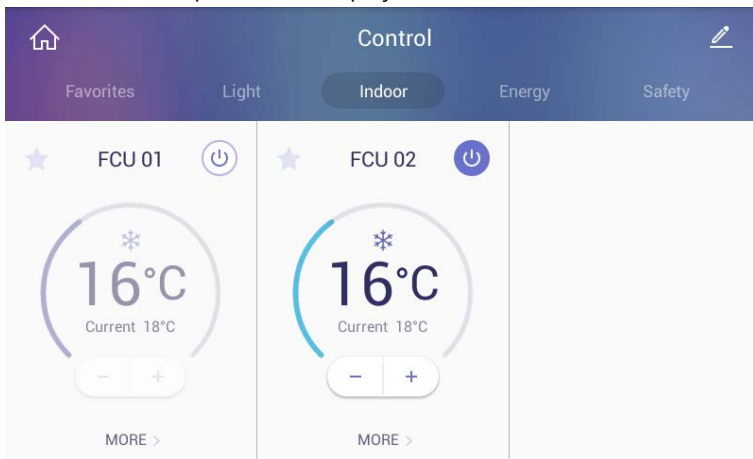 Control
Favorites Light Indoor Energy Safety
FCU 01
16°C
Current 18°C
- +
MORE >
FCU 02
16°C
Current 18°C
- +
MORE >